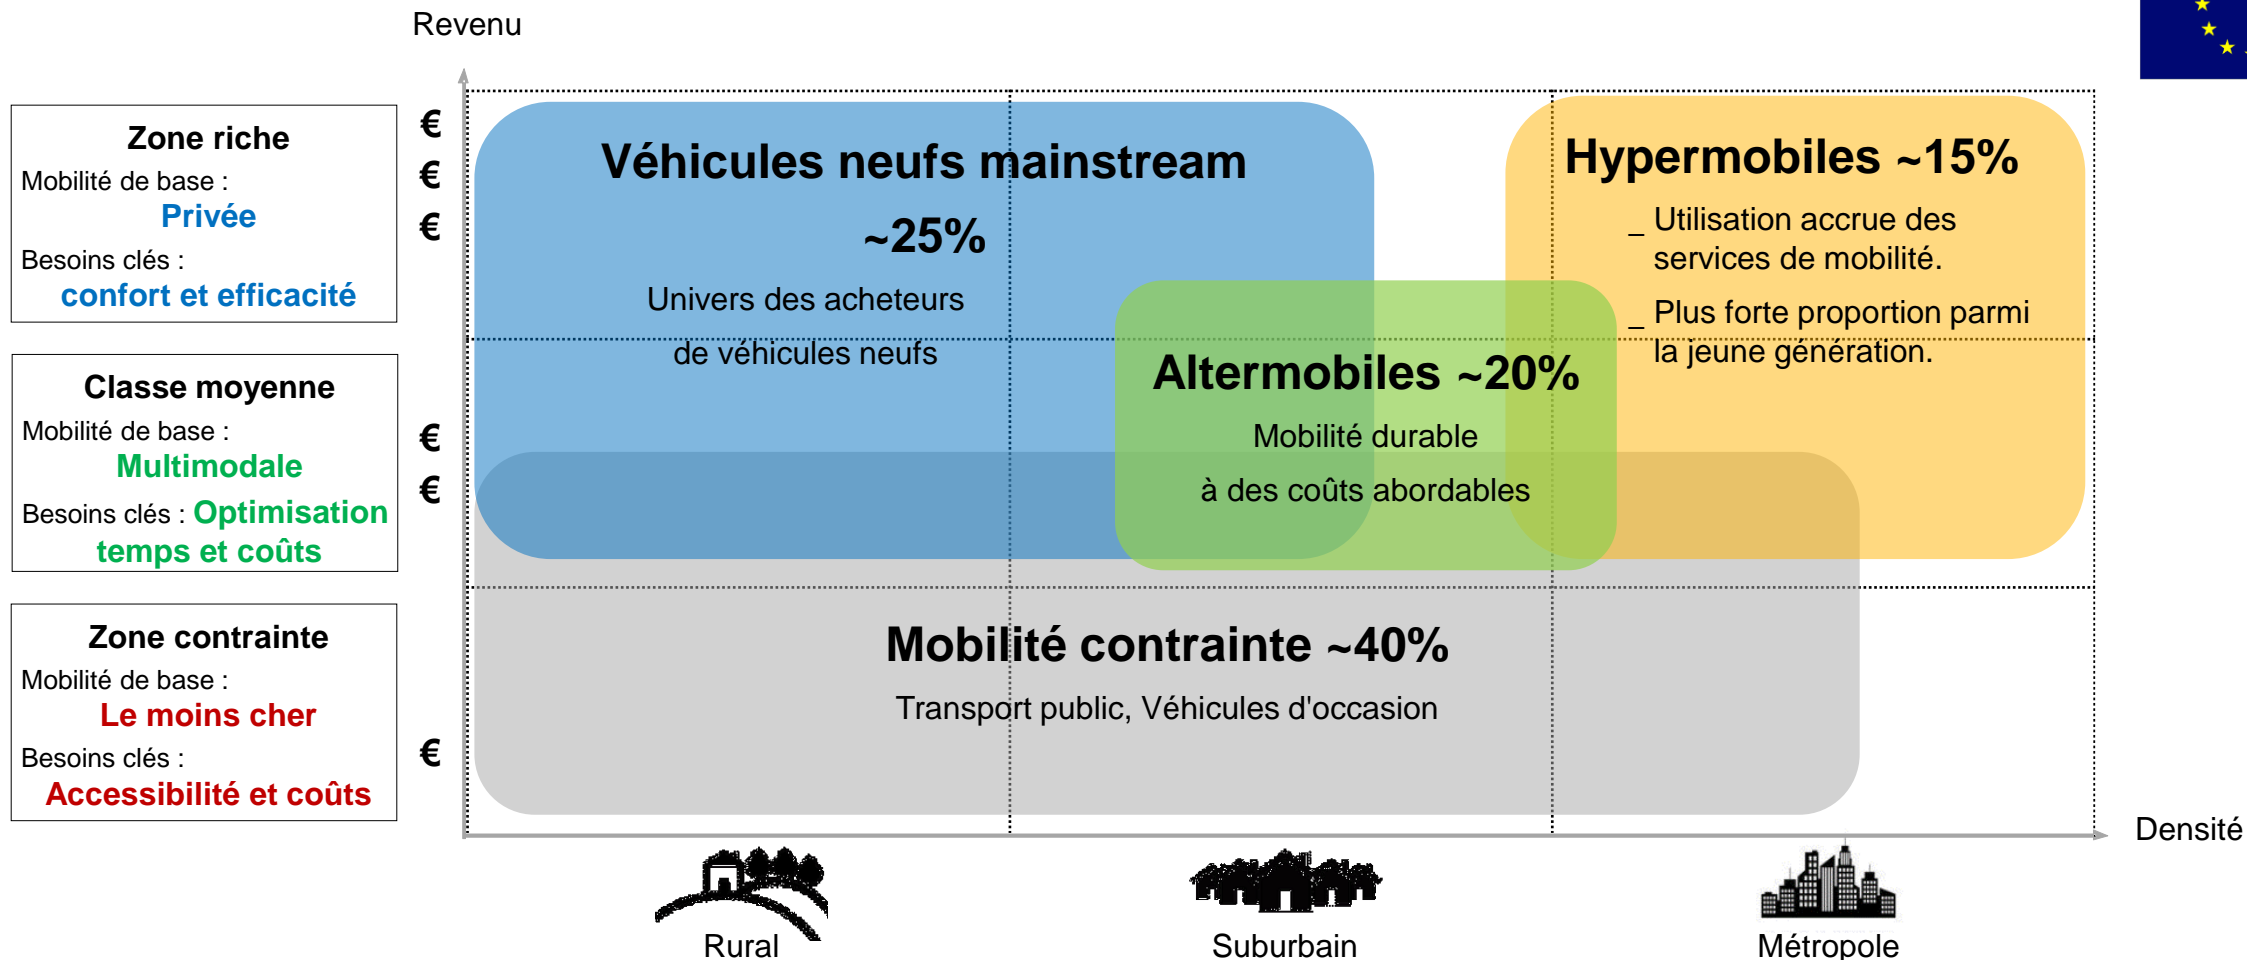 Revenu
Zone riche
Mobilité de base :
Privée
Besoins clés :
confort et efficacité
€
€
€
Véhicules neufs mainstream
~25%
Univers des acheteurs
de véhicules neufs
Hypermobiles ~15%
_ Utilisation accrue des
services de mobilité.
_ Plus forte proportion parmi
la jeune génération.
Classe moyenne
Mobilité de base :
Multimodale
Besoins clés : Optimisation
temps et coûts
€
€
Altermobiles ~20%
Mobilité durable
à des coûts abordables
Zone contrainte
Mobilité de base :
Le moins cher
Besoins clés :
Accessibilité et coûts
€
Mobilité contrainte ~40%
Transport public, Véhicules d'occasion
Densité
Rural
Suburbain
Métropole